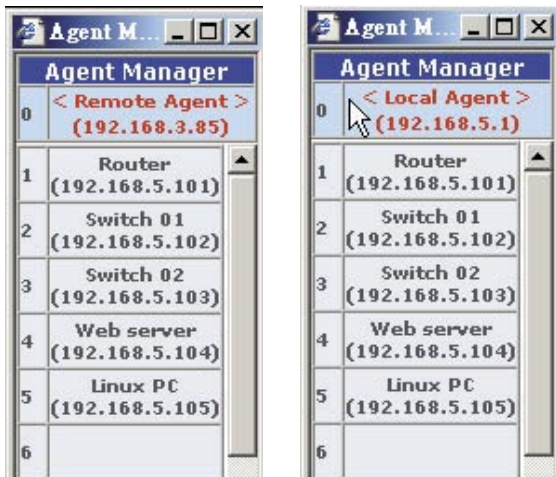 Agent M...
Agent Manager
0
< Remote Agent >
(192.168.3.85)
1
Router
(192.168.5.101)
2
Switch 01
(192.168.5.102)
3
Switch 02
(192.168.5.103)
4
Web server
(192.168.5.104)
5
Linux PC
(192.168.5.105)
6
Agent M...
Agent Manager
0
< Local Agent >
(192.168.5.1)
1
Router
(192.168.5.101)
2
Switch 01
(192.168.5.102)
3
Switch 02
(192.168.5.103)
4
Web server
(192.168.5.104)
5
Linux PC
(192.168.5.105)
6